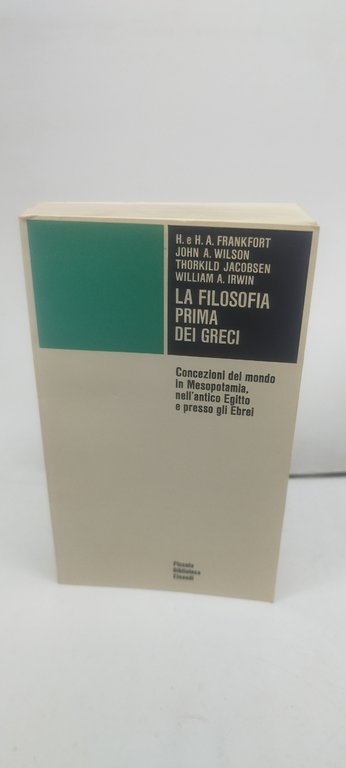 H. e H. A. FRANKFORT
JOHN A. WILSON
THORKILD JACOBSEN
WILLIAM A. IRWIN
LA FILOSOFIA
PRIMA
DEI GRECI
Concezioni del mondo
in Mesopotamia,
nell'antico Egitto
e presso gli Ebrei
Piccola
Biblioteca
Einaudi